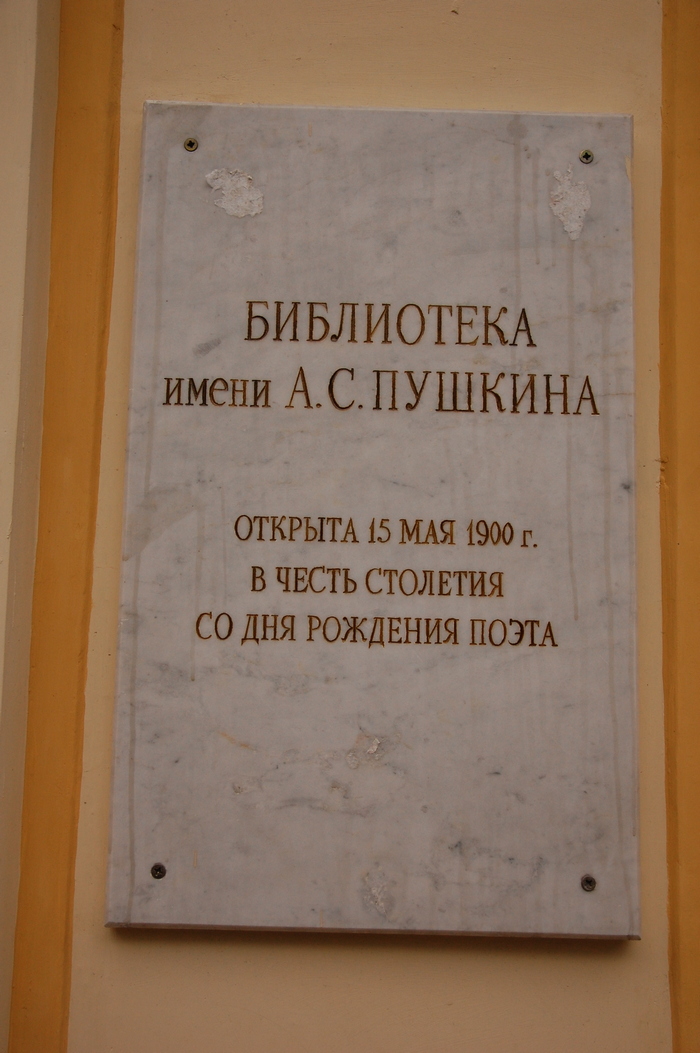 БИБЛИОТЕКА
имени А.С.ПУШКИНА
ОТКРЫТА 15 МАЯ 1900 г.
В ЧЕСТЬ СТОЛЕТИЯ
СО ДНЯ РОЖДЕНИЯ ПОЭТА